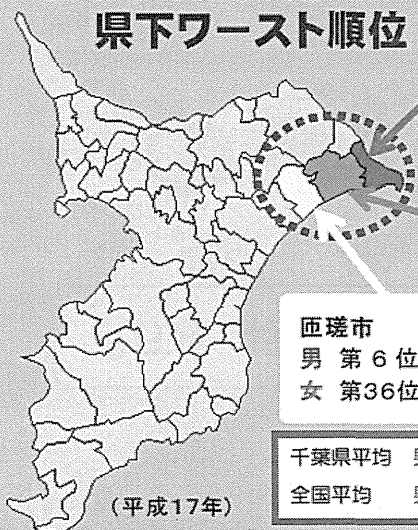 県下ワースト順位
匝瑳市
男 第6位
女 第36位
千葉県平均
全国平均
(平成17年)